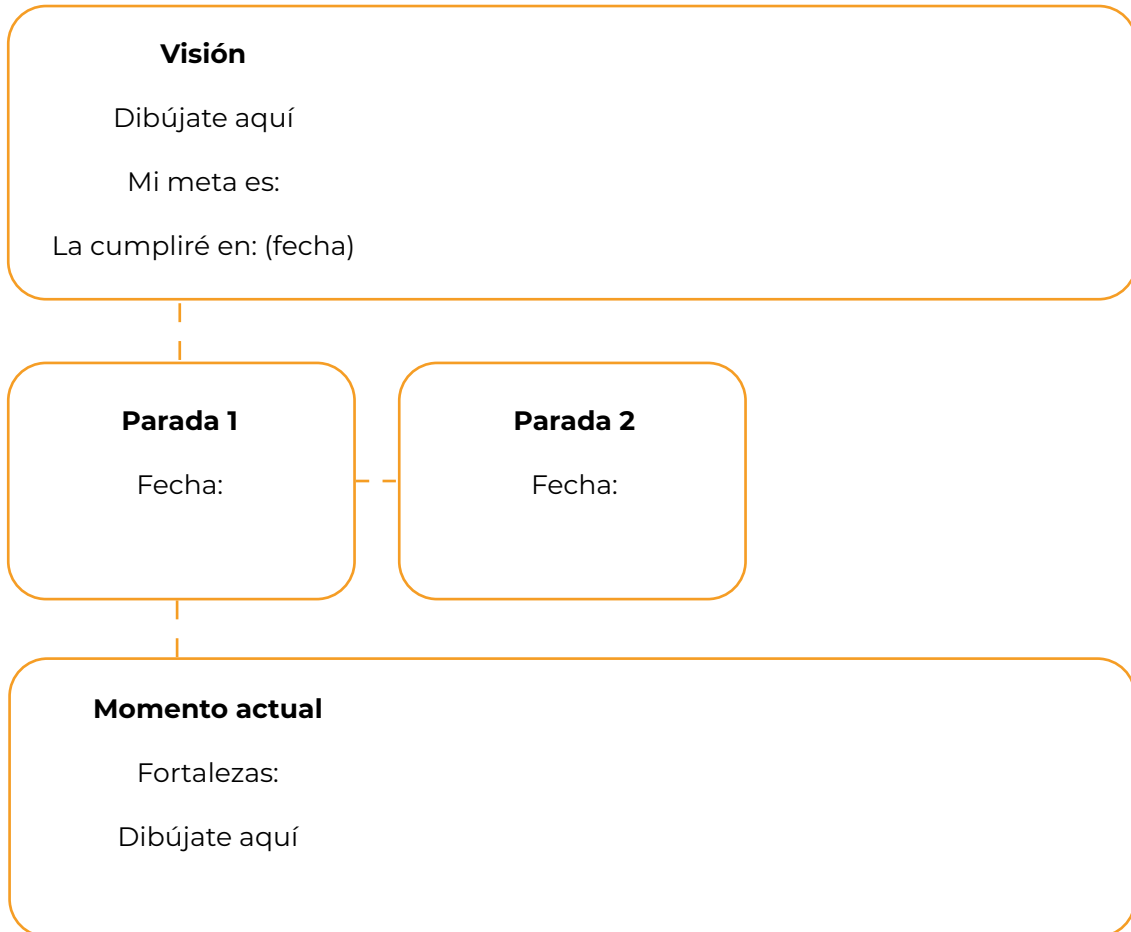 Visión
Dibújate aquí
Mi meta es:
La cumpliré en: (fecha)
Parada 1
Fecha:
Parada 2
Fecha:
Momento actual
Fortalezas:
Dibújate aquí